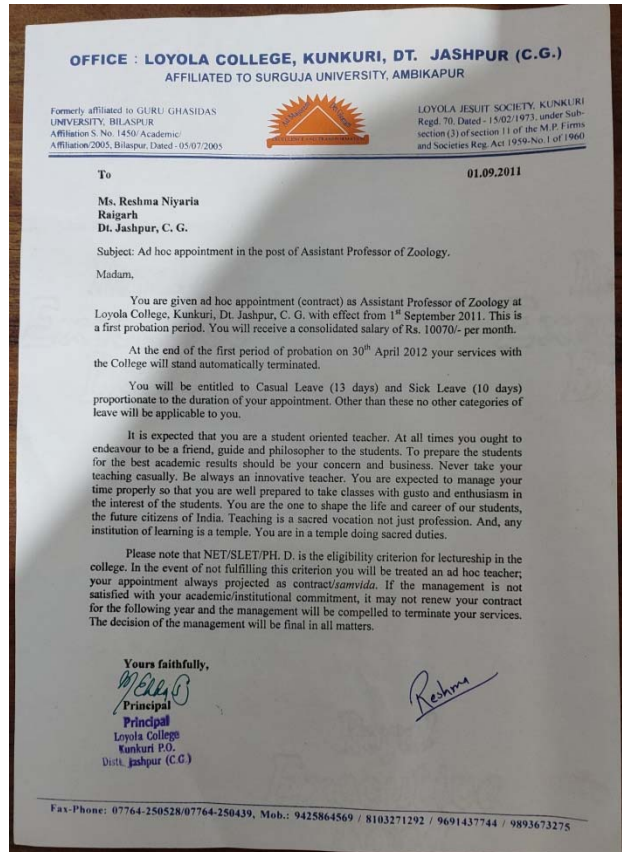 OFFICE : LOYOLA COLLEGE, KUNKURI, DT. JASHPUR (C.G.)
AFFILIATED TO SURGUJA UNIVERSITY, AMBIKAPUR
Formerly affiliated to GURU GHASIDAS
UNIVERSITY, BILASPUR
Affiliation S. No. 1450/Academic/
Affiliation/2005, Bilaspur, Dated - 05/07/2005
LOYOLA JESUIT SOCIETY, KUNKURI
Regd. 70, Dated - 15/02/1973, under Sub-
section (3) of section 11 of the M.P. Firms
and Societies Reg. Act 1959-No. 1 of 1960
To
01.09.2011
Ms. Reshma Niyaria
Raigarh
Dt. Jashpur, C. G.
Subject: Ad hoc appointment in the post of Assistant Professor of Zoology.
Madam,
You are given ad hoc appointment (contract) as Assistant Professor of Zoology at
Loyola College, Kunkuri, Dt. Jashpur, C. G. with effect from 1st September 2011. This is
a first probation period. You will receive a consolidated salary of Rs. 10070/- per month.
At the end of the first period of probation on 30th April 2012 your services with
the College will stand automatically terminated.
You will be entitled to Casual Leave (13 days) and Sick Leave (10 days)
proportionate to the duration of your appointment. Other than these no other categories of
leave will be applicable to you.
It is expected that you are a student oriented teacher. At all times you ought to
endeavour to be a friend, guide and philosopher to the students. To prepare the students
for the best academic results should be your concern and business. Never take your
teaching casually. Be always an innovative teacher. You are expected to manage your
time properly so that you are well prepared to take classes with gusto and enthusiasm in
the interest of the students. You are the one to shape the life and career of our students,
the future citizens of India. Teaching is a sacred vocation not just profession. And, any
institution of learning is a temple. You are in a temple doing sacred duties.
Please note that NET/SLET/PH. D. is the eligibility criterion for lectureship in the
college. In the event of not fulfilling this criterion you will be treated an ad hoc teacher;
your appointment always projected as contract/samvida. If the management is not
satisfied with your academic/institutional commitment, it may not renew your contract
for the following year and the management will be compelled to terminate your services.
The decision of the management will be final in all matters.
Yours faithfully,
Principal
Principal
Loyola College
Kunkuri P.O.
Distt. Jashpur (C.G.)
Reshma
Fax-Phone: 07764-250528/07764-250439, Mob.: 9425864569 / 8103271292 / 9691437744 / 9893673275